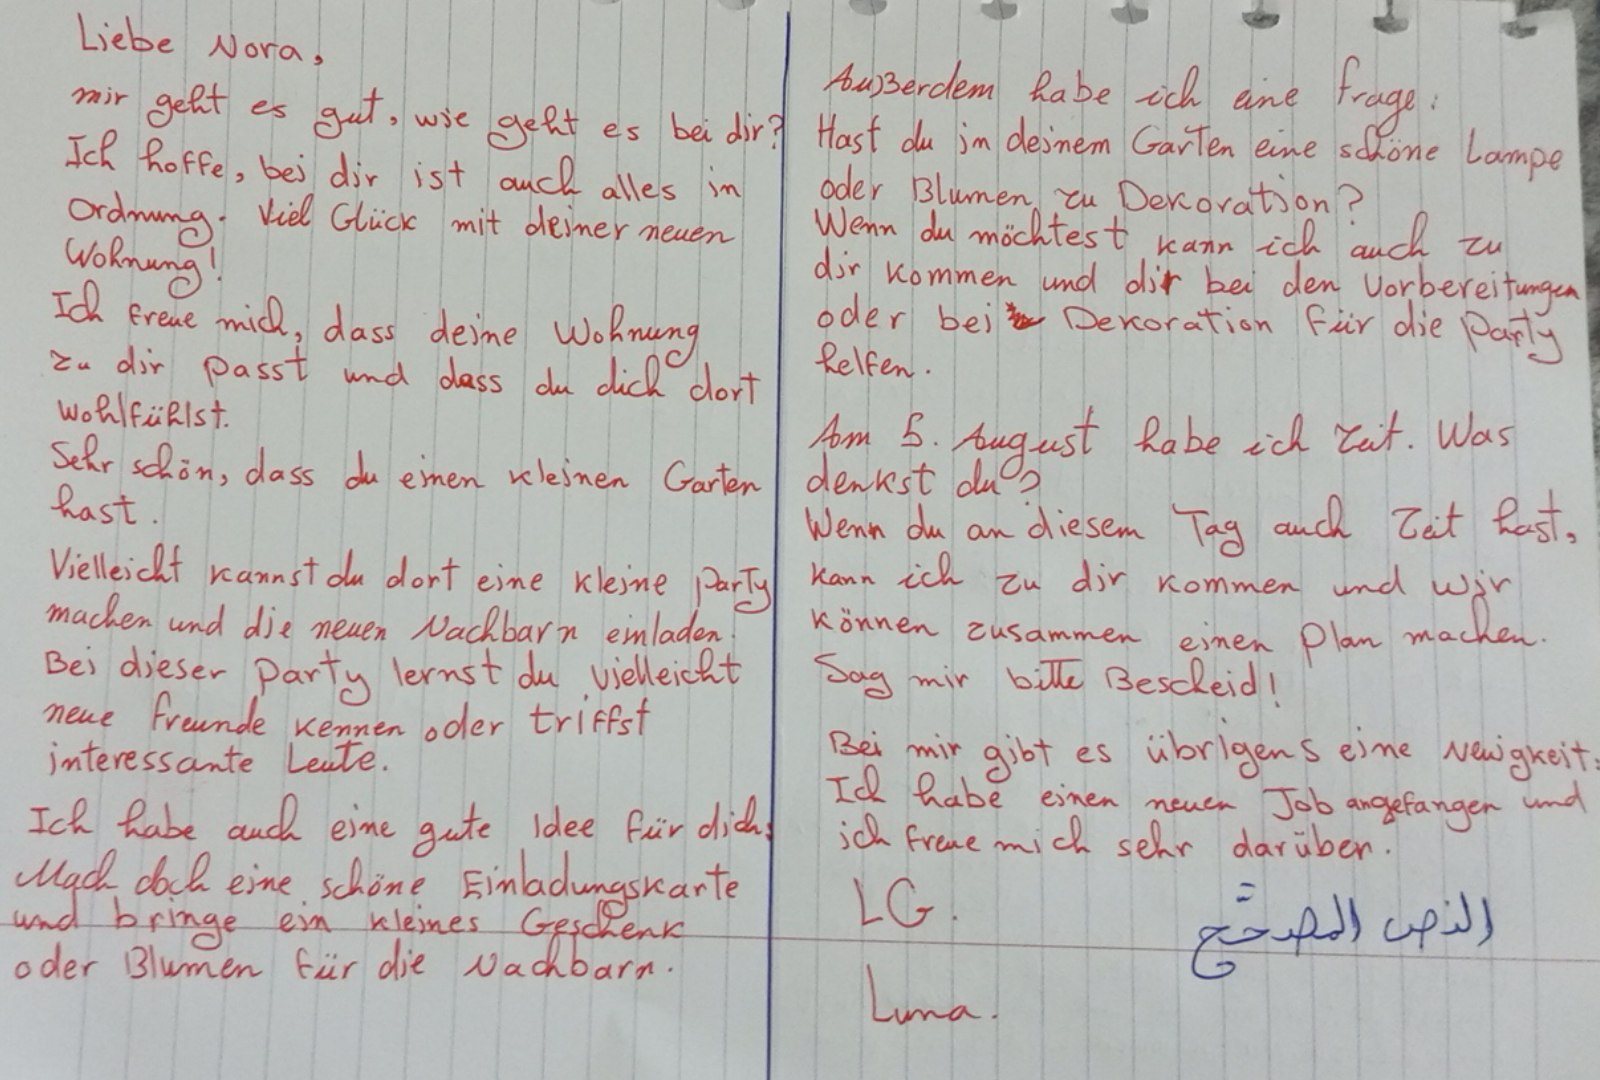 Liebe Nora,
mir geht es gut, wie geht es bei dir?
Ich hoffe, bei dir ist auch alles in
Ordnung. Viel Glück mit deiner neuen
Wohnung!
Ich freue mich, dass deine Wohnung
zu dir passt und dass du dich dort
wohlfühlst.
Sehr schön, dass du einen kleinen Garten
hast.
Vielleicht kannst du dort eine kleine Party
machen und die neuen Nachbarn einladen.
Bei dieser Party lernst du vielleicht
neue Freunde kennen oder triffst
interessante Leute.
Ich habe auch eine gute Idee für dich:
Mach doch eine schöne Einladungskarte
und bringe ein kleines Geschenk
oder Blumen für die Nachbarn.
Außerdem habe ich eine Frage:
Hast du in deinem Garten eine schöne Lampe
oder Blumen zu Dekoration?
Wenn du möchtest kann ich auch zu
dir kommen und dir bei den Vorbereitungen
oder bei Dekoration für die Party
helfen.
Am 5. August habe ich Zeit. Was
denkst du?
Wenn du an diesem Tag auch Zeit hast,
kann ich zu dir kommen und wir
können zusammen einen Plan machen.
Sag mir bitte Bescheid!
Bei mir gibt es übrigens eine Neuigkeit:
Ich habe einen neuen Job angefangen und
ich freue mich sehr darüber.
LG.
Luna.
النص المصحّح